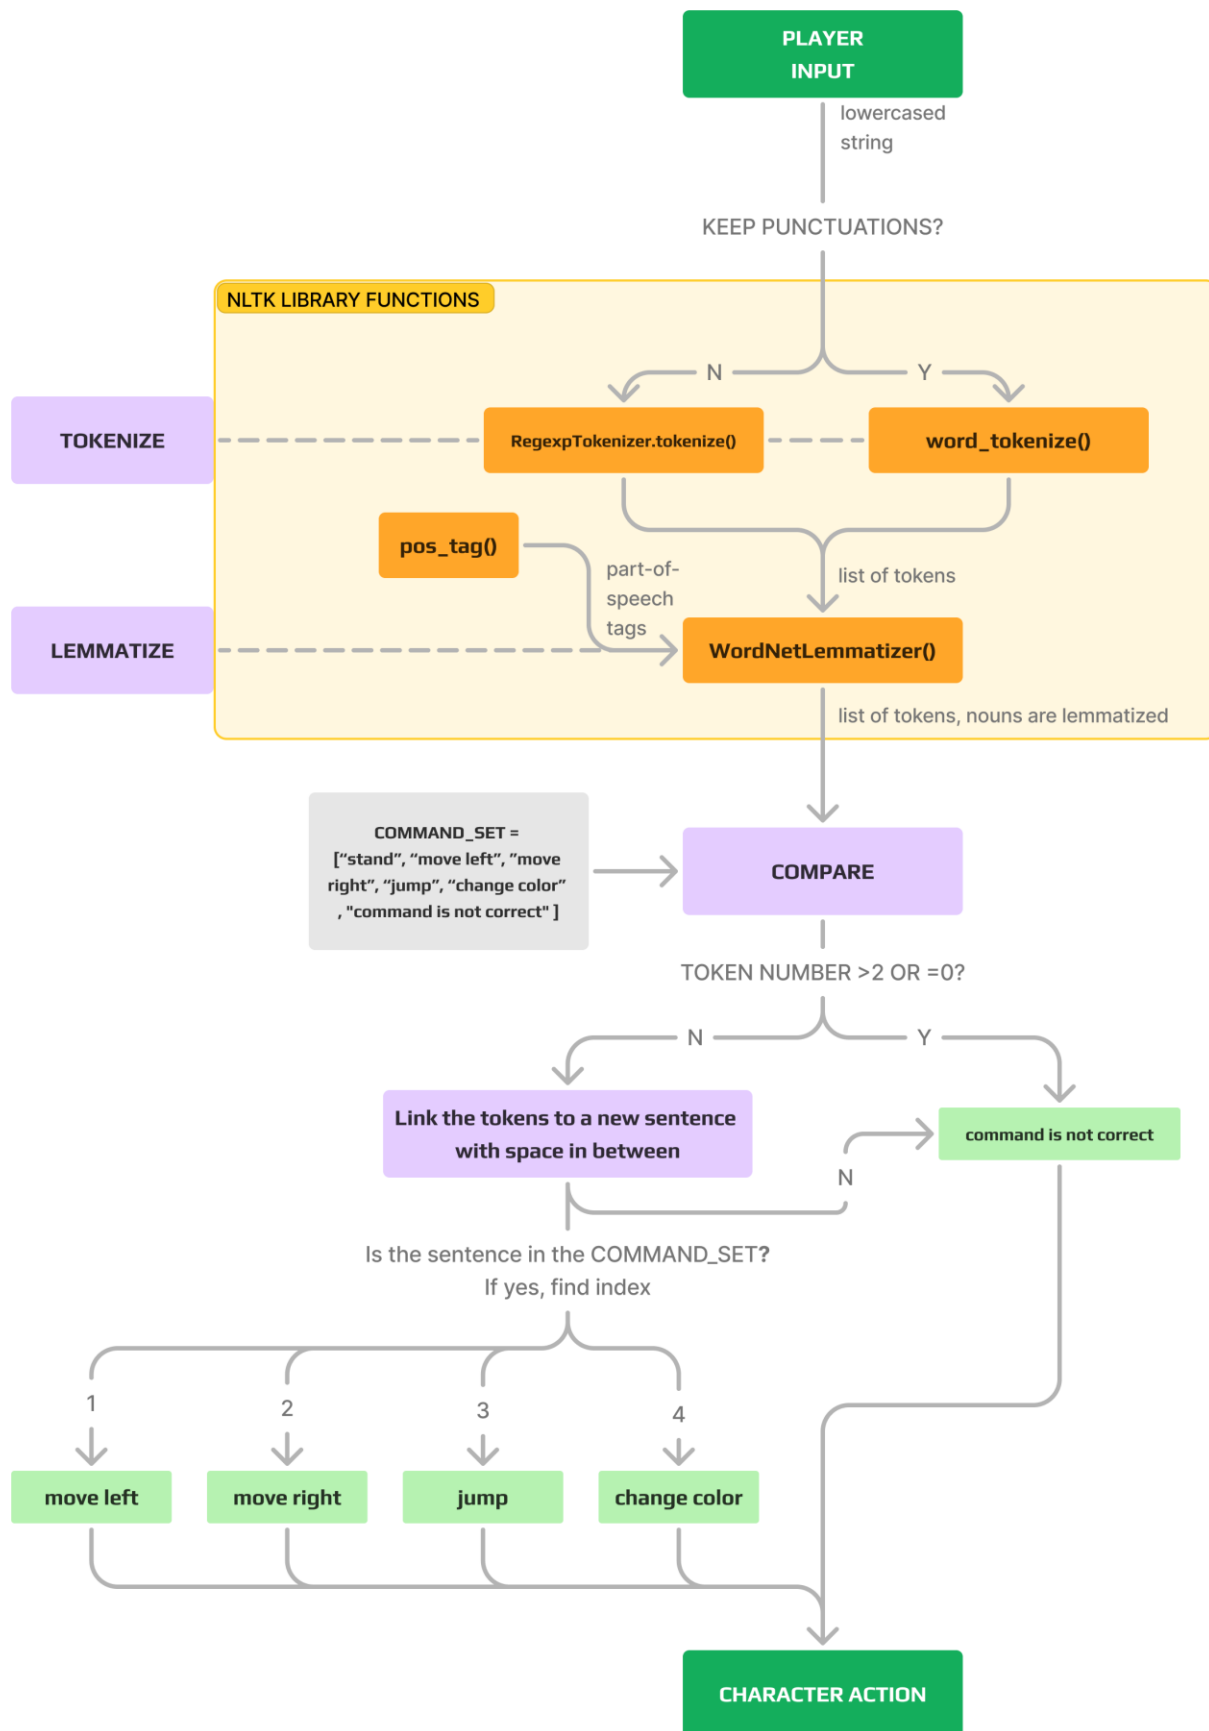 PLAYER
INPUT
lowercased
string
KEEP PUNCTUATIONS?
NLTK LIBRARY FUNCTIONS
N
Y
TOKENIZE
RegexpTokenizer.tokenize()
word_tokenize()
pos_tag()
part-of-
speech
tags
list of tokens
LEMMATIZE
WordNetLemmatizer()
list of tokens, nouns are lemmatized
COMMAND_SET =
[“stand”, “move left”, ”move
right”, “jump”, “change color”
, "command is not correct" ]
COMPARE
TOKEN NUMBER >2 OR =0?
N
Y
Link the tokens to a new sentence
with space in between
command is not correct
N
Is the sentence in the COMMAND_SET?
If yes, find index
1
2
3
4
move left
move right
jump
change color
CHARACTER ACTION